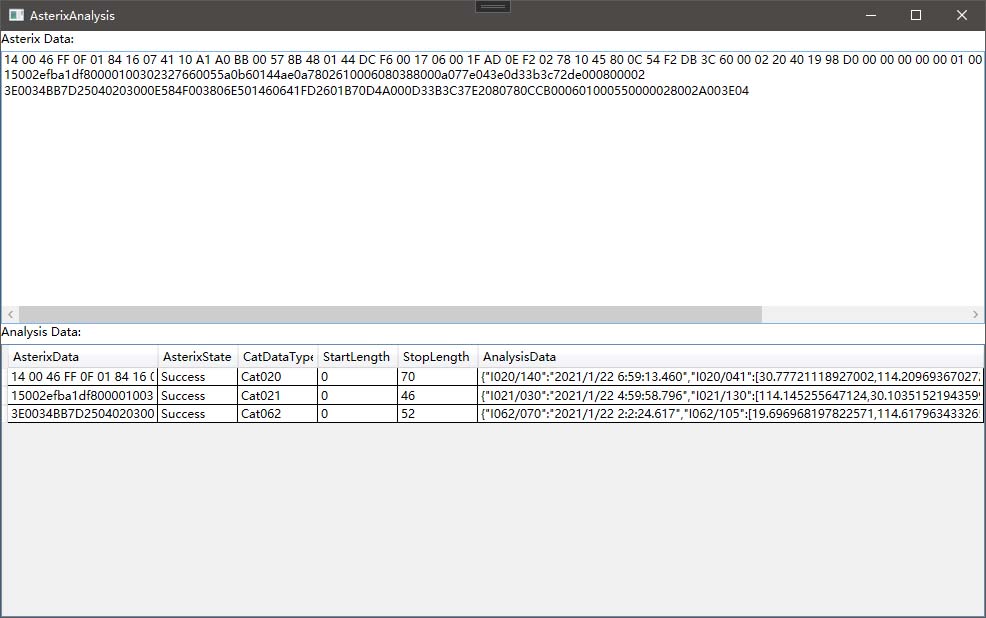 AsterixAnalysis
Asterix Data:
14 00 46 FF 0F 01 84 16 07 41 10 A1 A0 BB 00 57 8B 48 01 44 DC F6 00 17 06 00 1F AD 0E F2 02 78 10 45 80 0C 54 F2 DB 3C 60 00 02 20 40 19 98 D0 00 00 00 00 00 01 00
15002efba1df80000100302327660055a0b60144ae0a7802610006080388000a077e043e0d33b3c72de000800002
3E0034BB7D25040203000E584F003806E501460641FD2601B70D4A000D33B3C37E2080780CCB000601000550000028002A003E04
Analysis Data:
AsterixData AsterixState CatDataType StartLength StopLength AnalysisData
14 00 46 FF 0F 01 84 16 0 Success Cat020 0 70 {"I020/140":"2021/1/22 6:59:13.460","I020/041":[30.77721118927002,114.20969367027
15002efba1df800001003 Success Cat021 0 46 {"I021/030":"2021/1/22 4:59:58.796","I021/130":[114.145255647124,30.1035152194359
3E0034BB7D2504020300 Success Cat062 0 52 {"I062/070":"2021/1/22 2:2:24.617","I062/105":[19.696968197822571,114.6179634332